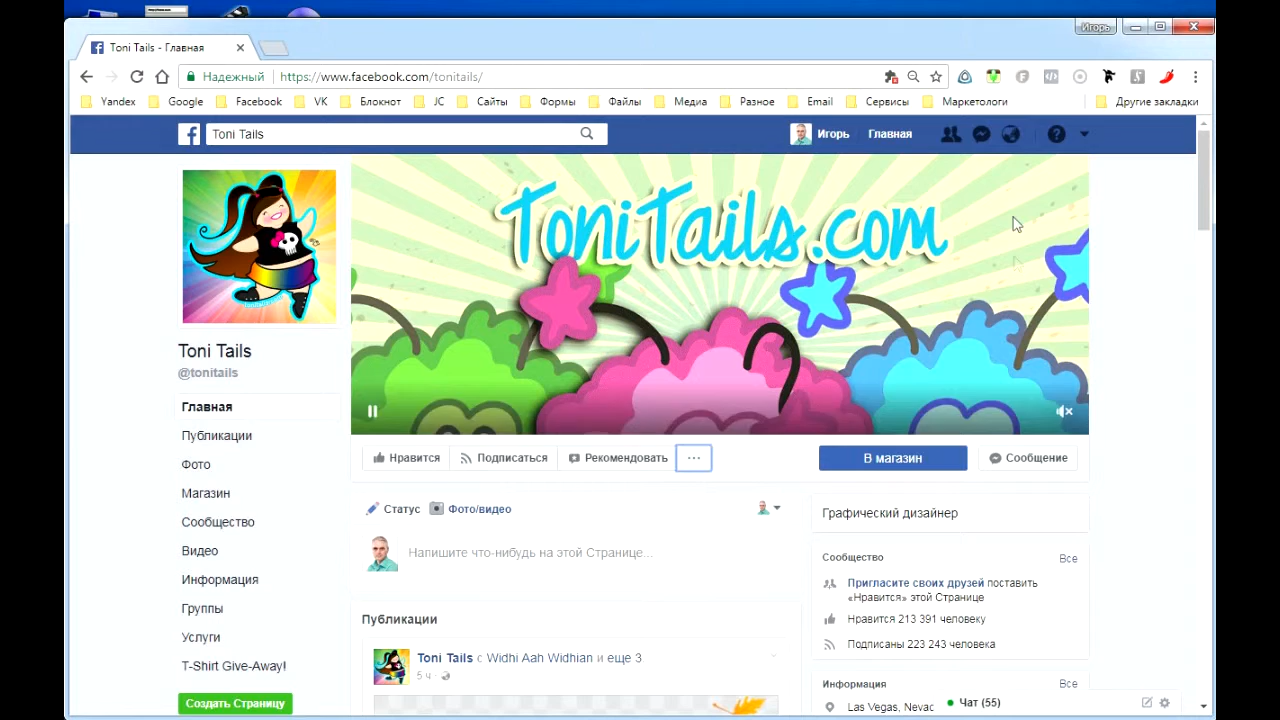 Игорь
Toni Tails - Главная
Надежный https://www.facebook.com/tonitails/
Yandex Google Facebook VK Блокнот JC Сайты Формы Файлы Медиа Разное Email Сервисы Маркетологи Другие закладки
Toni Tails
Игорь Главная
ToniTails.com
Toni Tails
@tonitails
Главная
Публикации
Фото
Магазин
Сообщество
Видео
Информация
Группы
Услуги
T-Shirt Give-Away!
Создать Страницу
Нравится Подписаться Рекомендовать ...
В магазин Сообщение
Статус Фото/видео
Напишите что-нибудь на этой Странице...
Публикации
Toni Tails с Widhi Aah Widhian и еще 3
5 ч ·
Графический дизайнер
Сообщество Все
Пригласите своих друзей поставить
«Нравится» этой Странице
Нравится 213 391 человеку
Подписаны 223 243 человека
Информация Все
Las Vegas, Nevac
Чат (55)